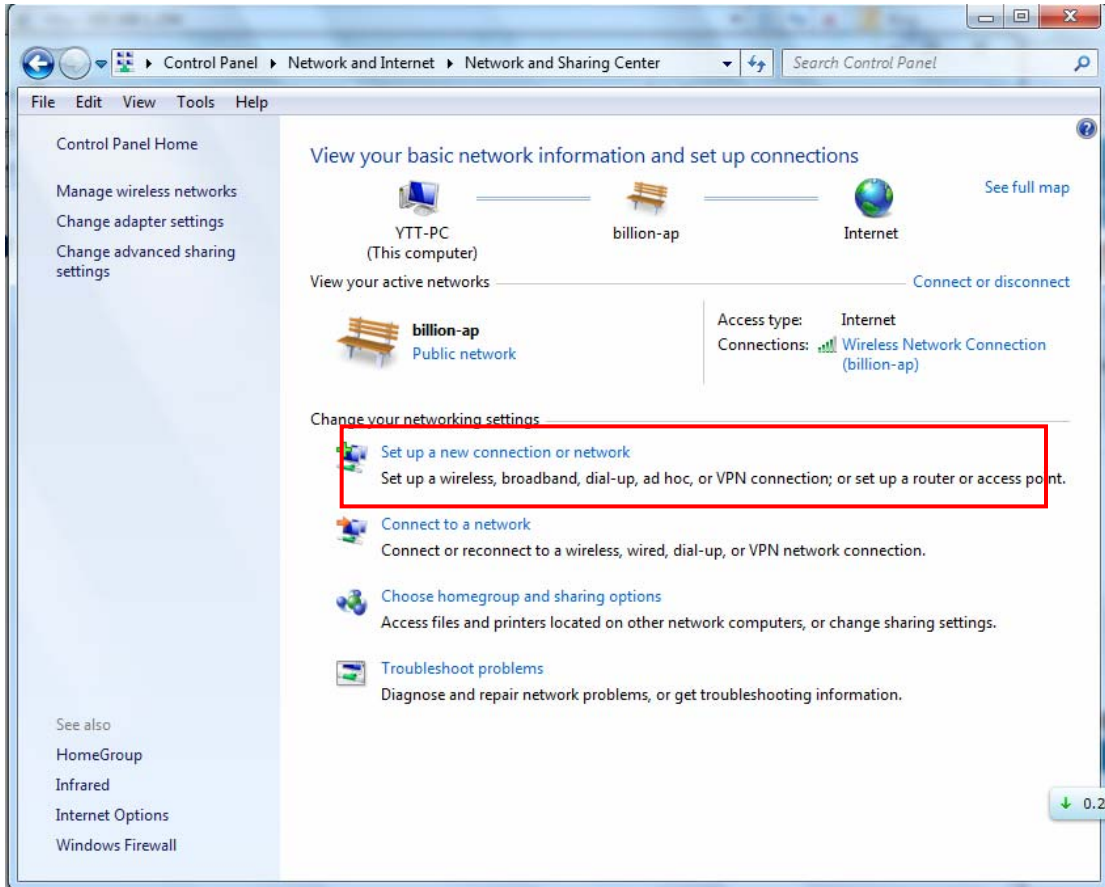 Control Panel Network and Internet Network and Sharing Center Search Control Panel
File Edit View Tools Help
Control Panel Home
Manage wireless networks
Change adapter settings
Change advanced sharing
settings
View your basic network information and set up connections
See full map
YTT-PC billion-ap Internet
(This computer)
View your active networks Connect or disconnect
billion-ap
Public network
Access type: Internet
Connections: Wireless Network Connection
(billion-ap)
Change your networking settings
Set up a new connection or network
Set up a wireless, broadband, dial-up, ad hoc, or VPN connection; or set up a router or access point.
Connect to a network
Connect or reconnect to a wireless, wired, dial-up, or VPN network connection.
Choose homegroup and sharing options
Access files and printers located on other network computers, or change sharing settings.
Troubleshoot problems
Diagnose and repair network problems, or get troubleshooting information.
See also
HomeGroup
Infrared
Internet Options
Windows Firewall
0.2